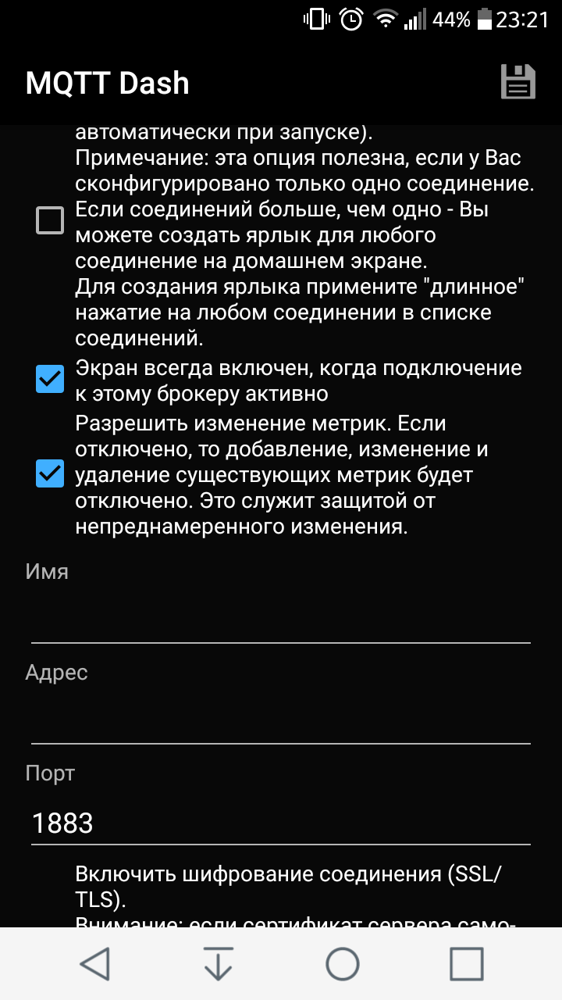 44% 23:21
MQTT Dash
автоматически при запуске).
Примечание: эта опция полезна, если у Вас
сконфигурировано только одно соединение.
Если соединений больше, чем одно - Вы
можете создать ярлык для любого
соединение на домашнем экране.
Для создания ярлыка примените "длинное"
нажатие на любом соединении в списке
соединений.
Экран всегда включен, когда подключение
к этому брокеру активно
Разрешить изменение метрик. Если
отключено, то добавление, изменение и
удаление существующих метрик будет
отключено. Это служит защитой от
непреднамеренного изменения.
Имя
Адрес
Порт
1883
Включить шифрование соединения (SSL/
TLS).
Внимание: если сертификат сервера само-